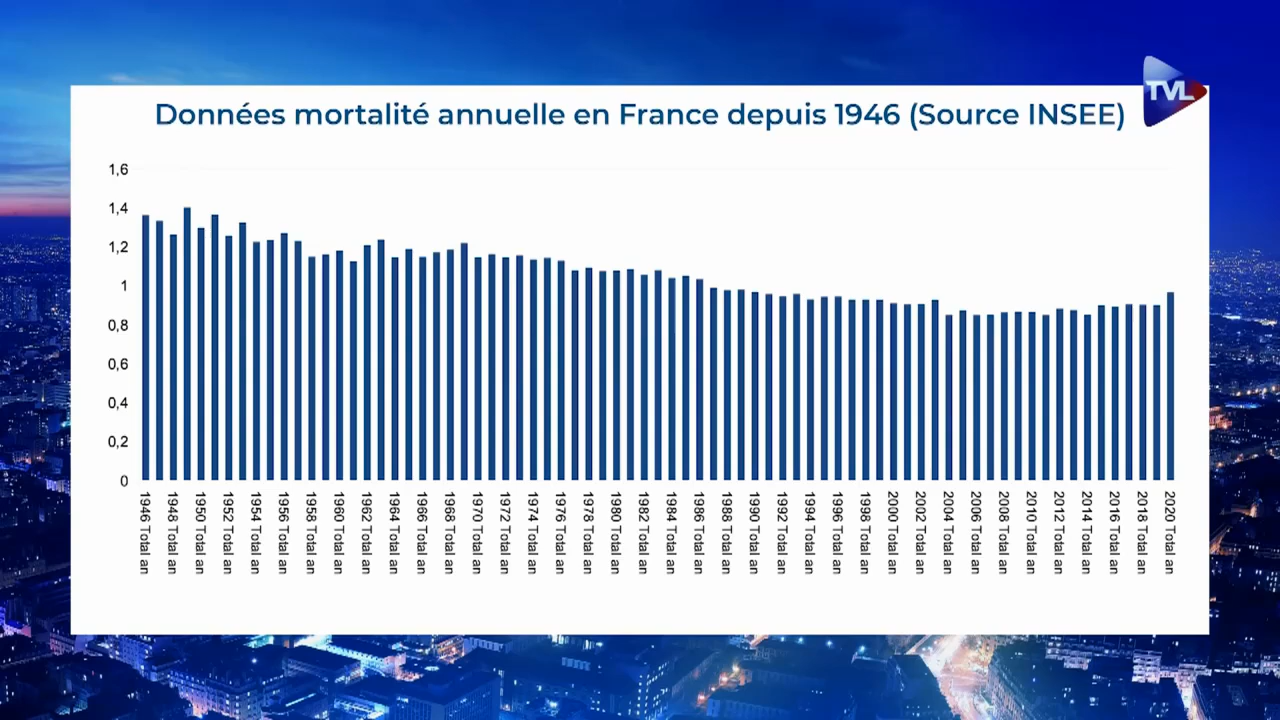 TVL
Données mortalité annuelle en France depuis 1946 (Source INSEE)
1,6
1,4
1,2
1
0,8
0,6
0,4
0,2
0
1946 Total an
1948 Total an
1950 Total an
1952 Total an
1954 Total an
1956 Total an
1958 Total an
1960 Total an
1962 Total an
1964 Total an
1966 Total an
1968 Total an
1970 Total an
1972 Total an
1974 Total an
1976 Total an
1978 Total an
1980 Total an
1982 Total an
1984 Total an
1986 Total an
1988 Total an
1990 Total an
1992 Total an
1994 Total an
1996 Total an
1998 Total an
2000 Total an
2002 Total an
2004 Total an
2006 Total an
2008 Total an
2010 Total an
2012 Total an
2014 Total an
2016 Total an
2018 Total an
2020 Total an